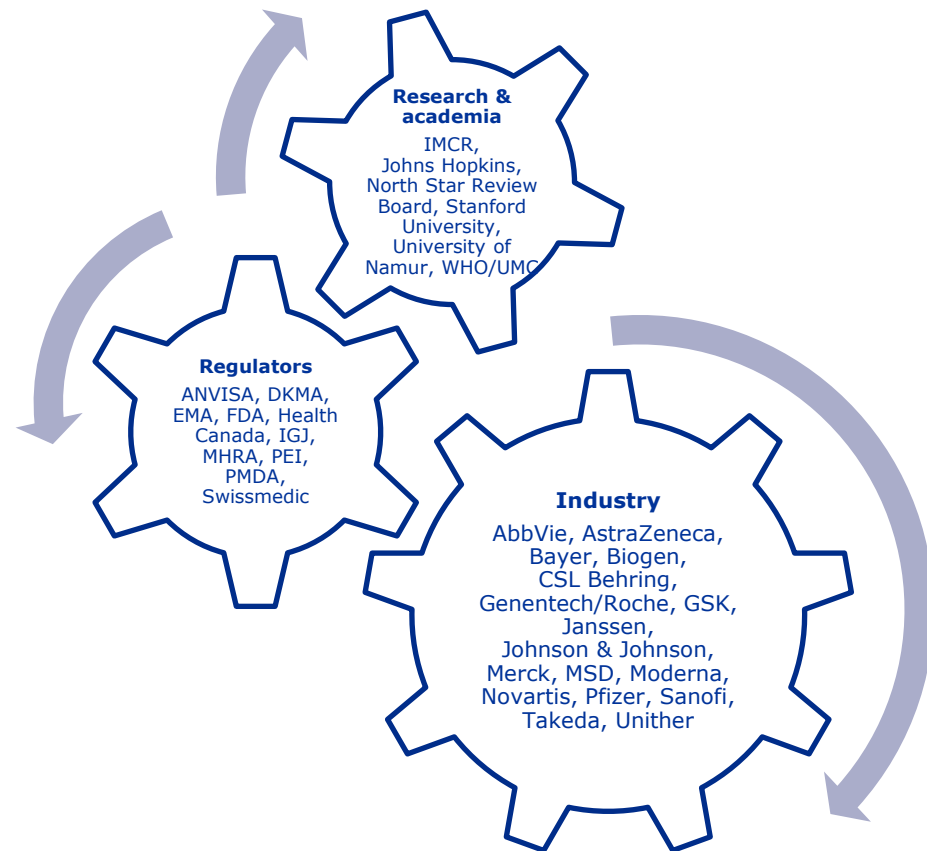 Research &
academia
IMCR,
Johns Hopkins,
North Star Review
Board, Stanford
University,
University of
Namur, WHO/UMC
Regulators
ANVISA, DKMA,
EMA, FDA, Health
Canada, IGJ,
MHRA, PEI,
PMDA,
Swissmedic
Industry
AbbVie, AstraZeneca,
Bayer, Biogen,
CSL Behring,
Genentech/Roche, GSK,
Janssen,
Johnson & Johnson,
Merck, MSD, Moderna,
Novartis, Pfizer, Sanofi,
Takeda, Unither